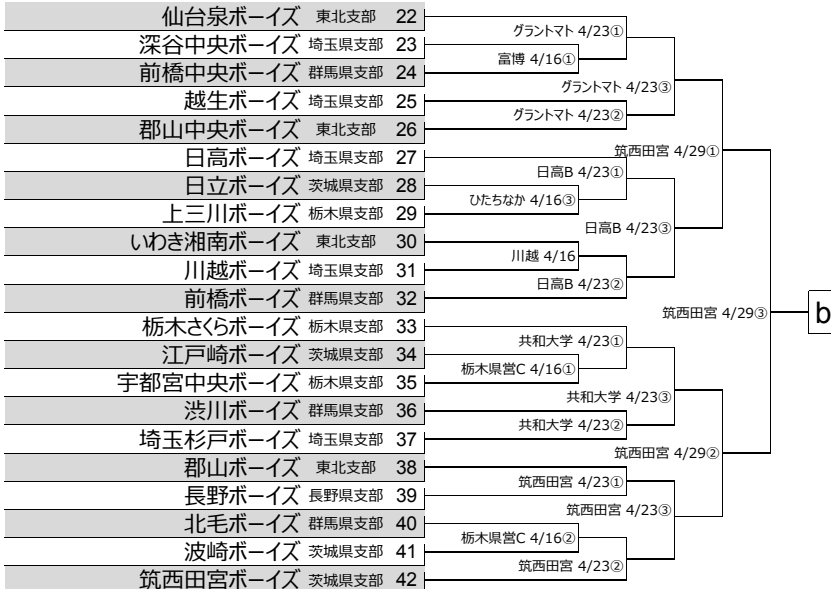 仙台泉ボーイズ 東北支部 22
深谷中央ボーイズ 埼玉県支部 23
前橋中央ボーイズ 群馬県支部 24
越生ボーイズ 埼玉県支部 25
郡山中央ボーイズ 東北支部 26
日高ボーイズ 埼玉県支部 27
日立ボーイズ 茨城県支部 28
上三川ボーイズ 栃木県支部 29
いわき湘南ボーイズ 東北支部 30
川越ボーイズ 埼玉県支部 31
前橋ボーイズ 群馬県支部 32
栃木さくらボーイズ 栃木県支部 33
江戸崎ボーイズ 茨城県支部 34
宇都宮中央ボーイズ 栃木県支部 35
渋川ボーイズ 群馬県支部 36
埼玉杉戸ボーイズ 埼玉県支部 37
郡山ボーイズ 東北支部 38
長野ボーイズ 長野県支部 39
北毛ボーイズ 群馬県支部 40
波崎ボーイズ 茨城県支部 41
筑西田宮ボーイズ 茨城県支部 42
グラントマト 4/23①
富博 4/16①
グラントマト 4/23③
グラントマト 4/23②
筑西田宮 4/29①
日高B 4/23①
ひたちなか 4/16③
日高B 4/23③
川越 4/16
日高B 4/23②
筑西田宮 4/29③
b
共和大学 4/23①
栃木県営C 4/16①
共和大学 4/23③
共和大学 4/23②
筑西田宮 4/29②
筑西田宮 4/23①
筑西田宮 4/23③
栃木県営C 4/16②
筑西田宮 4/23②